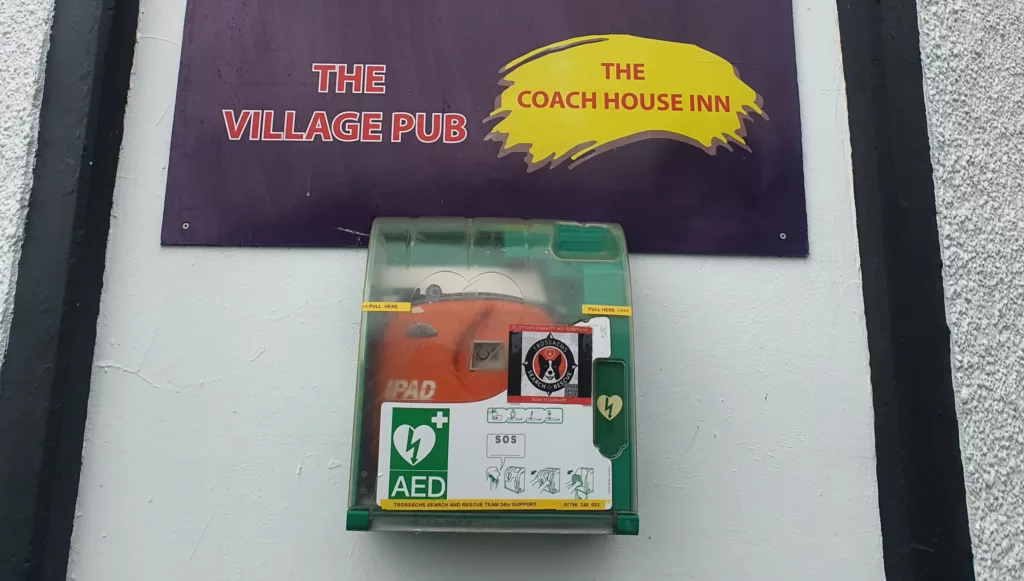 THE
VILLAGE PUB
THE
COACH HOUSE INN
PULL HERE
PULL HERE
TROSSACHS
SEARCH & RESCUE
IPAD
SOS
AED
TROSSACHS SEARCH AND RESCUE TEAM 24hr SUPPORT